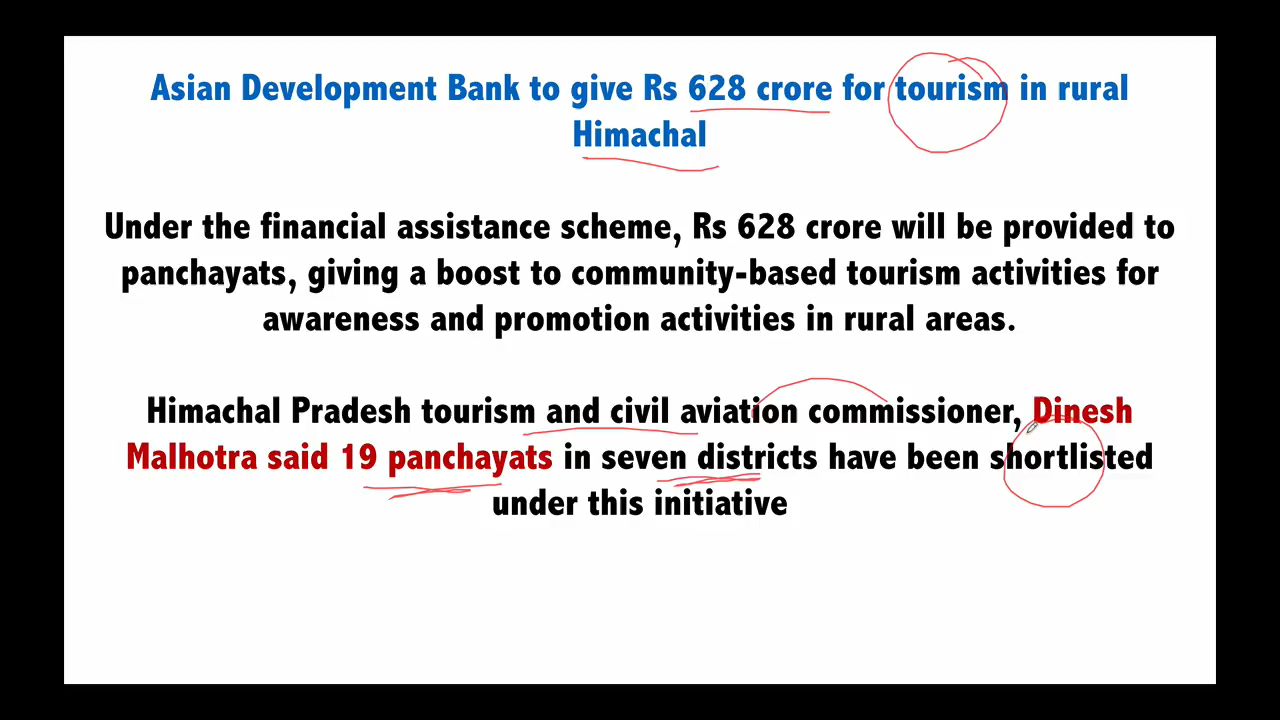 Asian Development Bank to give Rs 628 crore for tourism in rural
Himachal
Under the financial assistance scheme, Rs 628 crore will be provided to
panchayats, giving a boost to community-based tourism activities for
awareness and promotion activities in rural areas.
Himachal Pradesh tourism and civil aviation commissioner, Dinesh
Malhotra said 19 panchayats in seven districts have been shortlisted
under this initiative